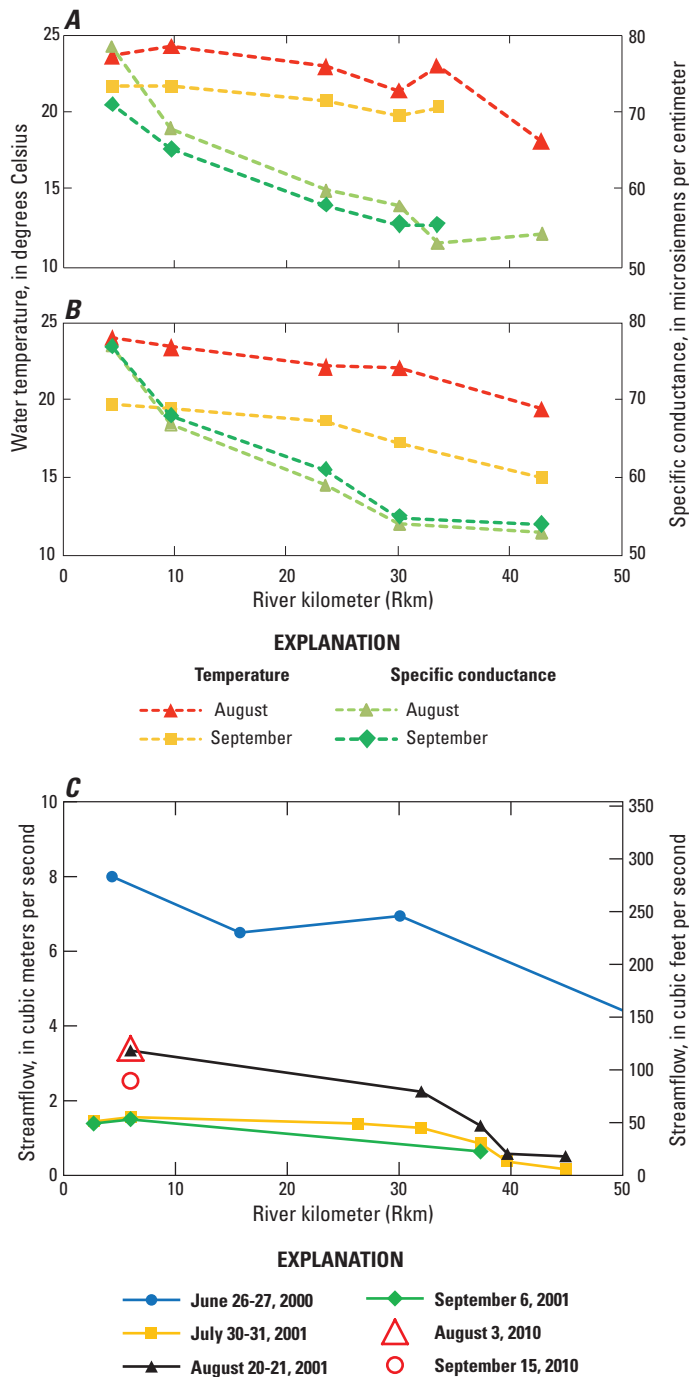 A
25
20
15
10
80
70
60
50
B
25
20
15
10
80
70
60
50
Water temperature, in degrees Celsius
Specific conductance, in microsiemens per centimeter
0 10 20 30 40 50
River kilometer (Rkm)
EXPLANATION
Temperature Specific conductance
August August
September September
C
10
8
6
4
2
0
350
300
250
200
150
100
50
0
Streamflow, in cubic meters per second
Streamflow, in cubic feet per second
0 10 20 30 40 50
River kilometer (Rkm)
EXPLANATION
June 26-27, 2000 September 6, 2001
July 30-31, 2001 August 3, 2010
August 20-21, 2001 September 15, 2010